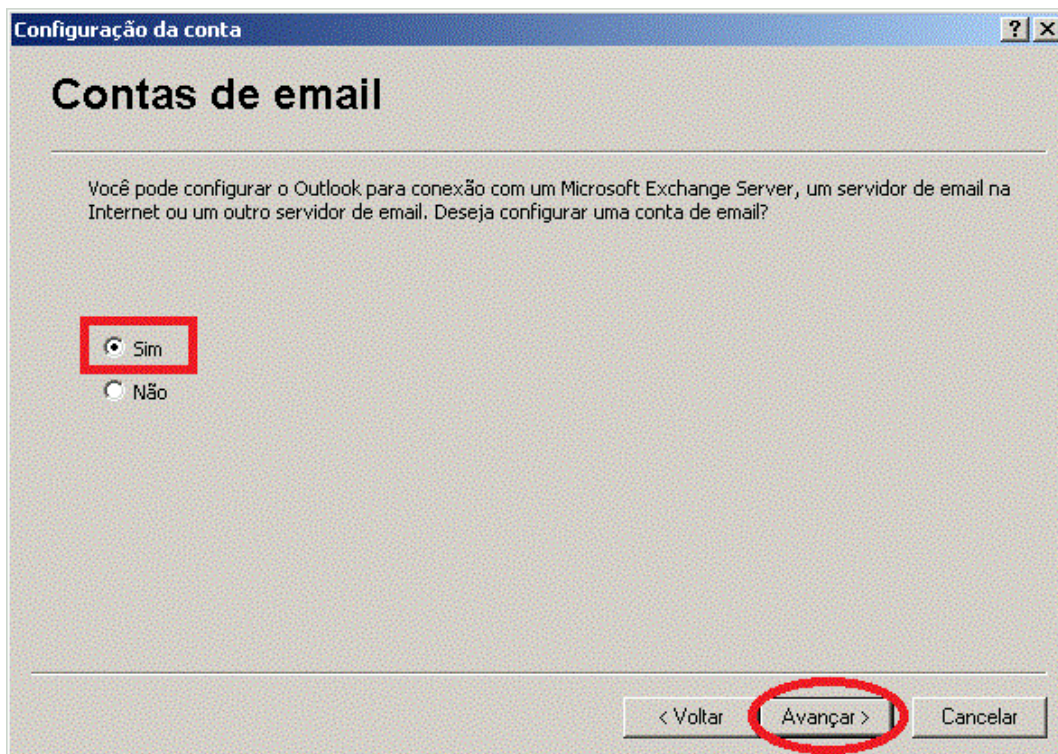 Configuração da conta
Contas de email
Você pode configurar o Outlook para conexão com um Microsoft Exchange Server, um servidor de email na
Internet ou um outro servidor de email. Deseja configurar uma conta de email?
Sim
Não
< Voltar
Avançar >
Cancelar